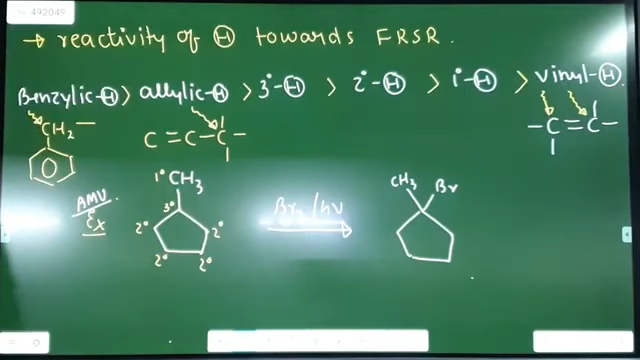 492049
→ reactivity of Ⓗ towards FRSR.
Benzylic-Ⓗ > allylic-Ⓗ > 3°-Ⓗ > 2°-Ⓗ > 1°-Ⓗ > vinyl-Ⓗ
CH₂—
C=C-C-
-C=C-
AMU
Ex
1° CH₃
3°
2° 2°
2° 2°
Br₂/hν
CH₃ Br